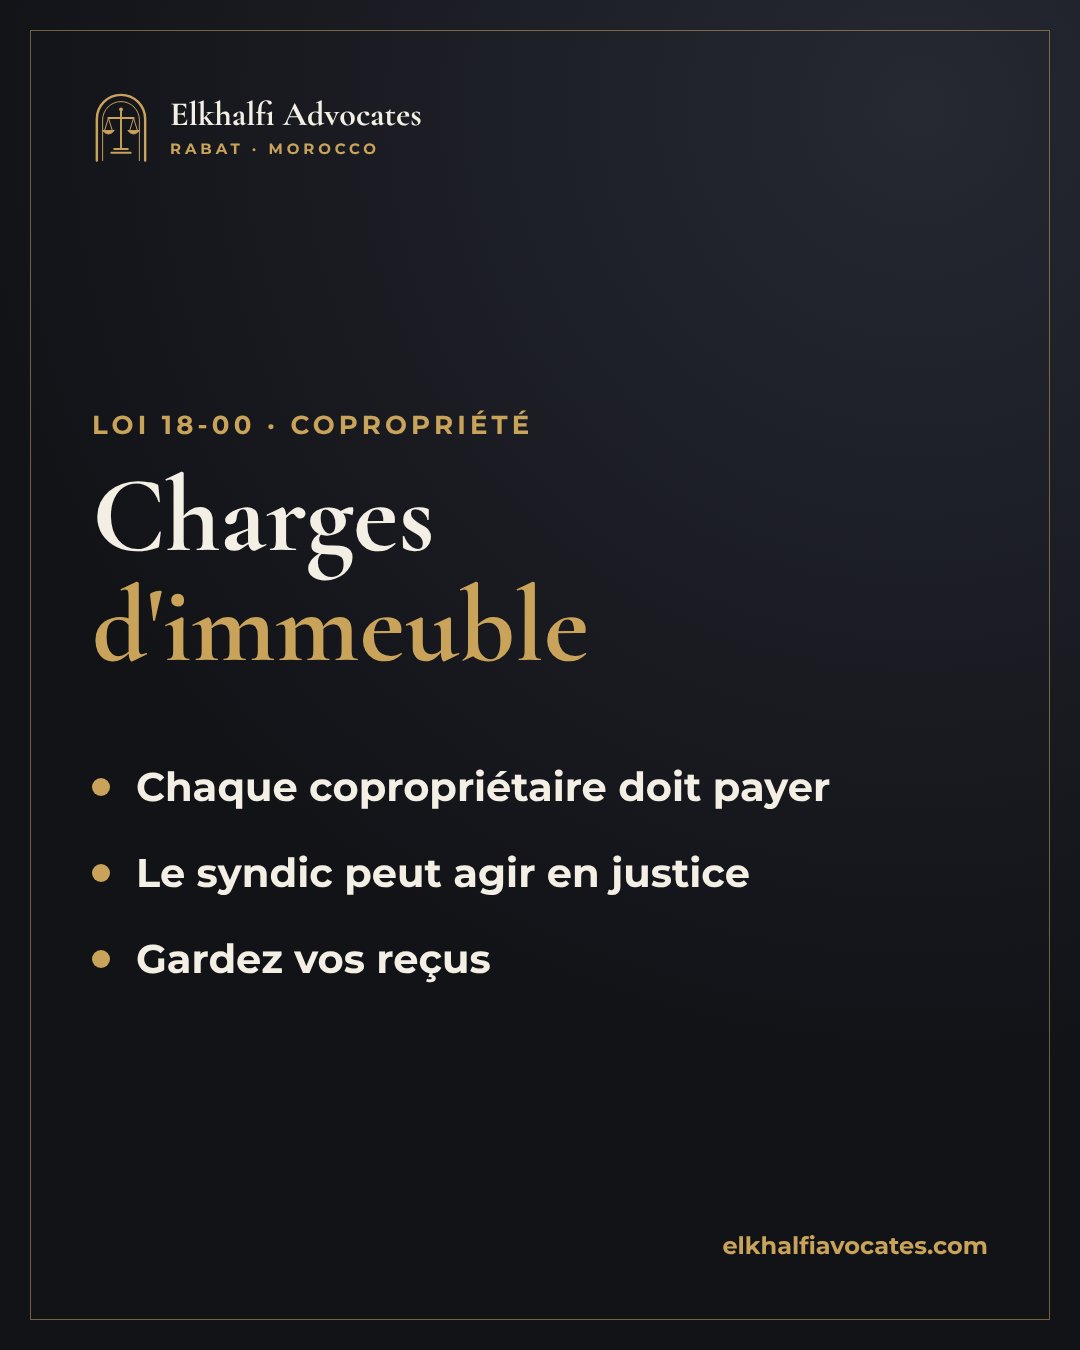 Elkhalfi Advocates
RABAT · MOROCCO
LOI 18-00 · COPROPRIÉTÉ
Charges
d'immeuble
Chaque copropriétaire doit payer
Le syndic peut agir en justice
Gardez vos reçus
elkhalfiavocates.com